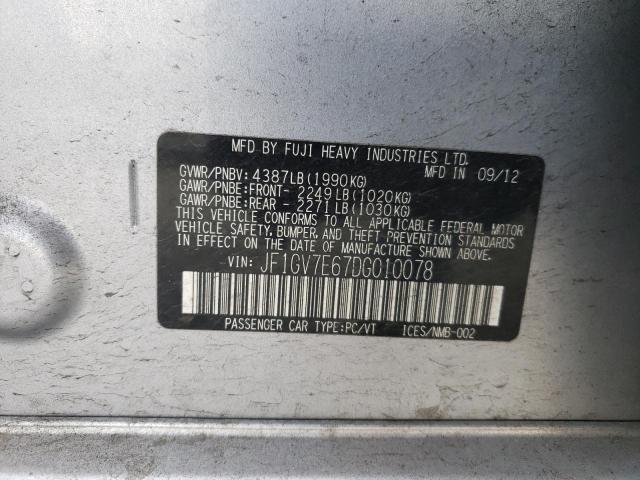 MFD BY FUJI HEAVY INDUSTRIES LTD.
MFD IN 09/12
GVWR/PNBV: 4387LB(1990KG)
GAWR/PNBE:FRONT- 2249LB(1020KG)
GAWR/PNBE:REAR - 2271LB(1030KG)
THIS VEHICLE CONFORMS TO ALL APPLICABLE FEDERAL MOTOR
VEHICLE SAFETY, BUMPER, AND THEFT PREVENTION STANDARDS
IN EFFECT ON THE DATE OF MANUFACTURE SHOWN ABOVE.
VIN: JF1GV7E67DG010078
PASSENGER CAR TYPE:PC/VT ICES/NMB-002